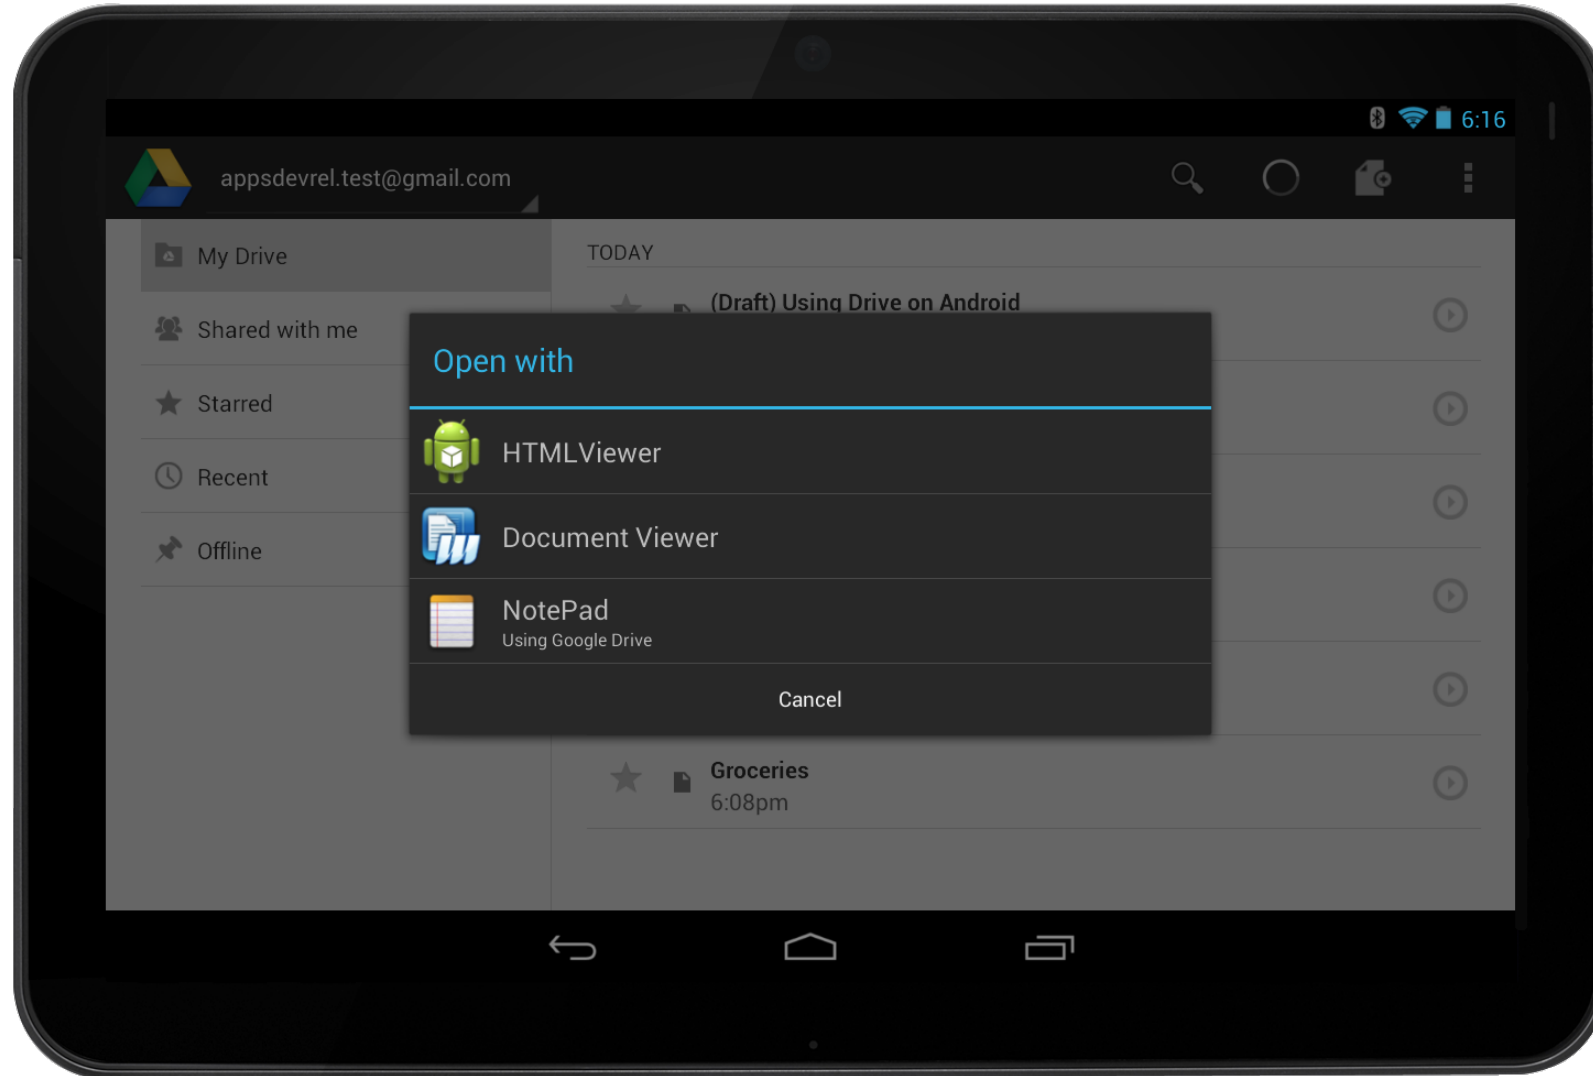 6:16
appsdevrel.test@gmail.com
My Drive
Shared with me
Starred
Recent
Offline
TODAY
(Draft) Using Drive on Android
Open with
HTMLViewer
Document Viewer
NotePad
Using Google Drive
Cancel
Groceries
6:08pm